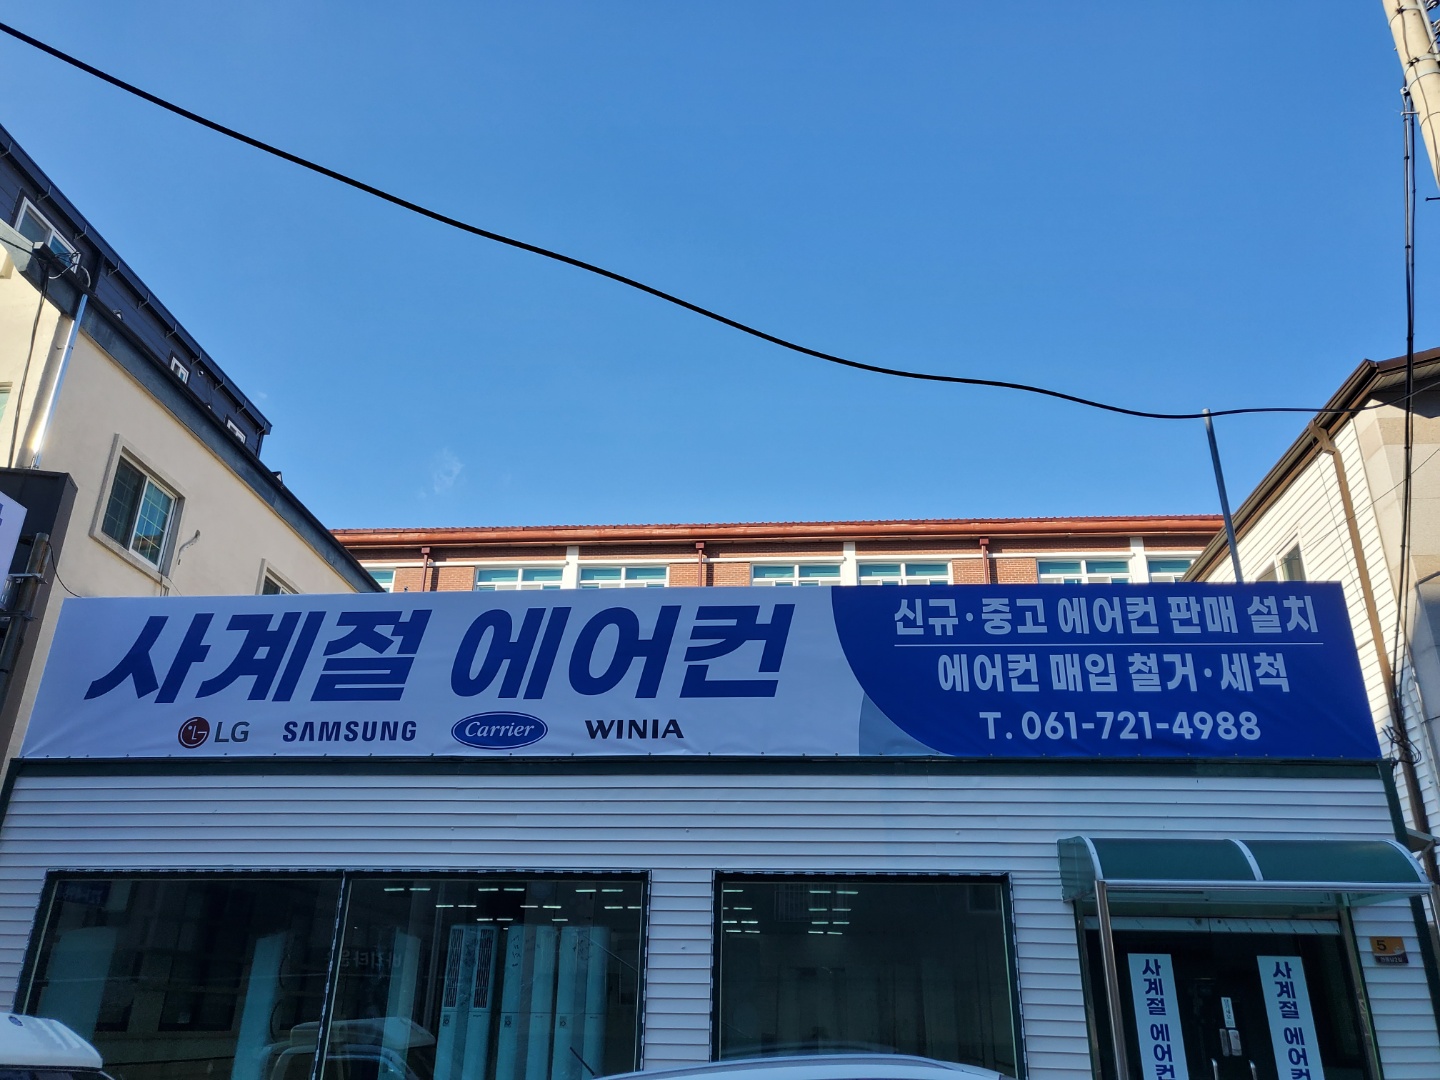 사계절 에어컨
LG SAMSUNG Carrier WINIA
신규·중고 에어컨 판매 설치
에어컨 매입 철거·세척
T. 061-721-4988
사계절 에어컨
사계절 에어컨
5